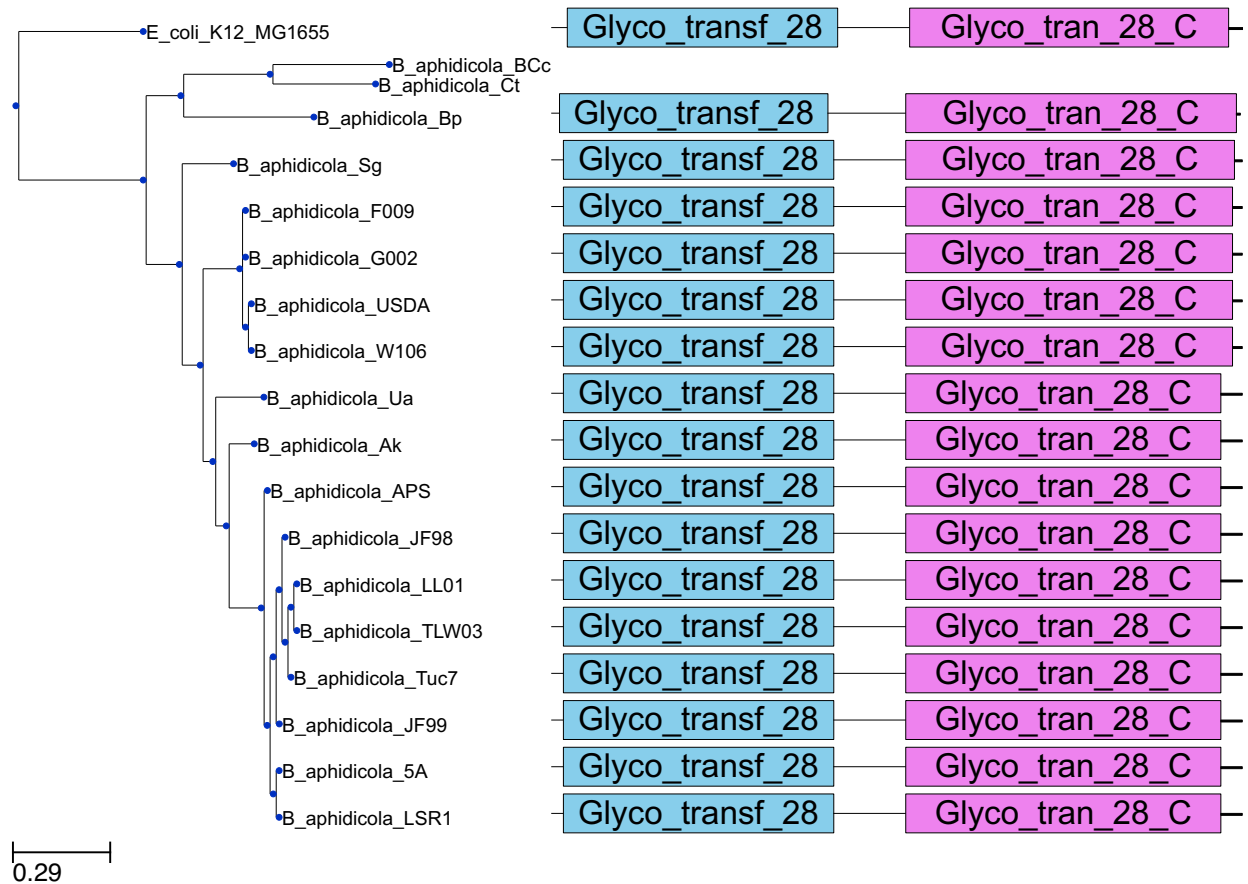 E_coli_K12_MG1655 Glyco_transf_28 Glyco_tran_28_C
B_aphidicola_BCc
B_aphidicola_Ct
B_aphidicola_Bp Glyco_transf_28 Glyco_tran_28_C
B_aphidicola_Sg Glyco_transf_28 Glyco_tran_28_C
B_aphidicola_F009 Glyco_transf_28 Glyco_tran_28_C
B_aphidicola_G002 Glyco_transf_28 Glyco_tran_28_C
B_aphidicola_USDA Glyco_transf_28 Glyco_tran_28_C
B_aphidicola_W106 Glyco_transf_28 Glyco_tran_28_C
B_aphidicola_Ua Glyco_transf_28 Glyco_tran_28_C
B_aphidicola_Ak Glyco_transf_28 Glyco_tran_28_C
B_aphidicola_APS Glyco_transf_28 Glyco_tran_28_C
B_aphidicola_JF98 Glyco_transf_28 Glyco_tran_28_C
B_aphidicola_LL01 Glyco_transf_28 Glyco_tran_28_C
B_aphidicola_TLW03 Glyco_transf_28 Glyco_tran_28_C
B_aphidicola_Tuc7 Glyco_transf_28 Glyco_tran_28_C
B_aphidicola_JF99 Glyco_transf_28 Glyco_tran_28_C
B_aphidicola_5A Glyco_transf_28 Glyco_tran_28_C
B_aphidicola_LSR1 Glyco_transf_28 Glyco_tran_28_C
0.29